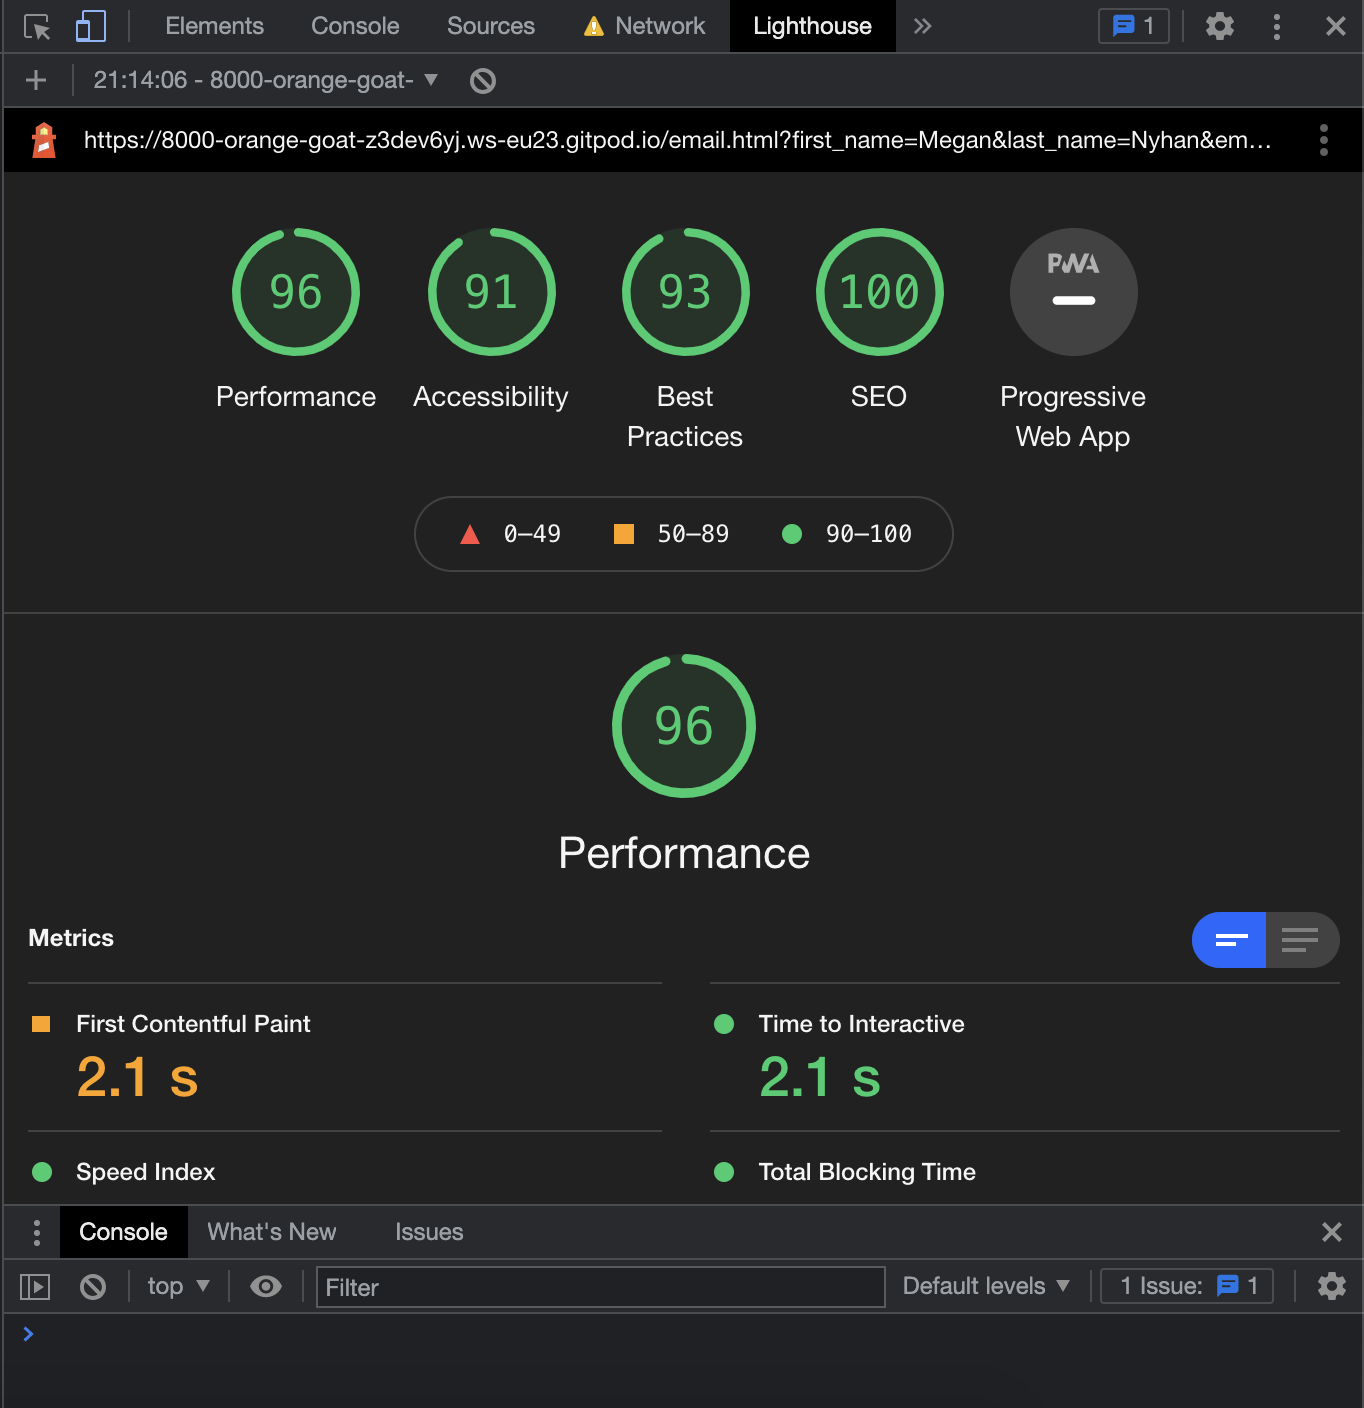 Elements Console Sources Network Lighthouse » 1
21:14:06 - 8000-orange-goat-
https://8000-orange-goat-z3dev6yj.ws-eu23.gitpod.io/email.html?first_name=Megan&last_name=Nyhan&em…
96 91 93 100 PWA
Performance Accessibility Best Practices SEO Progressive Web App
0–49 50–89 90–100
96
Performance
Metrics
First Contentful Paint Time to Interactive
2.1 s 2.1 s
Speed Index Total Blocking Time
Console What's New Issues
top Filter Default levels 1 Issue: 1